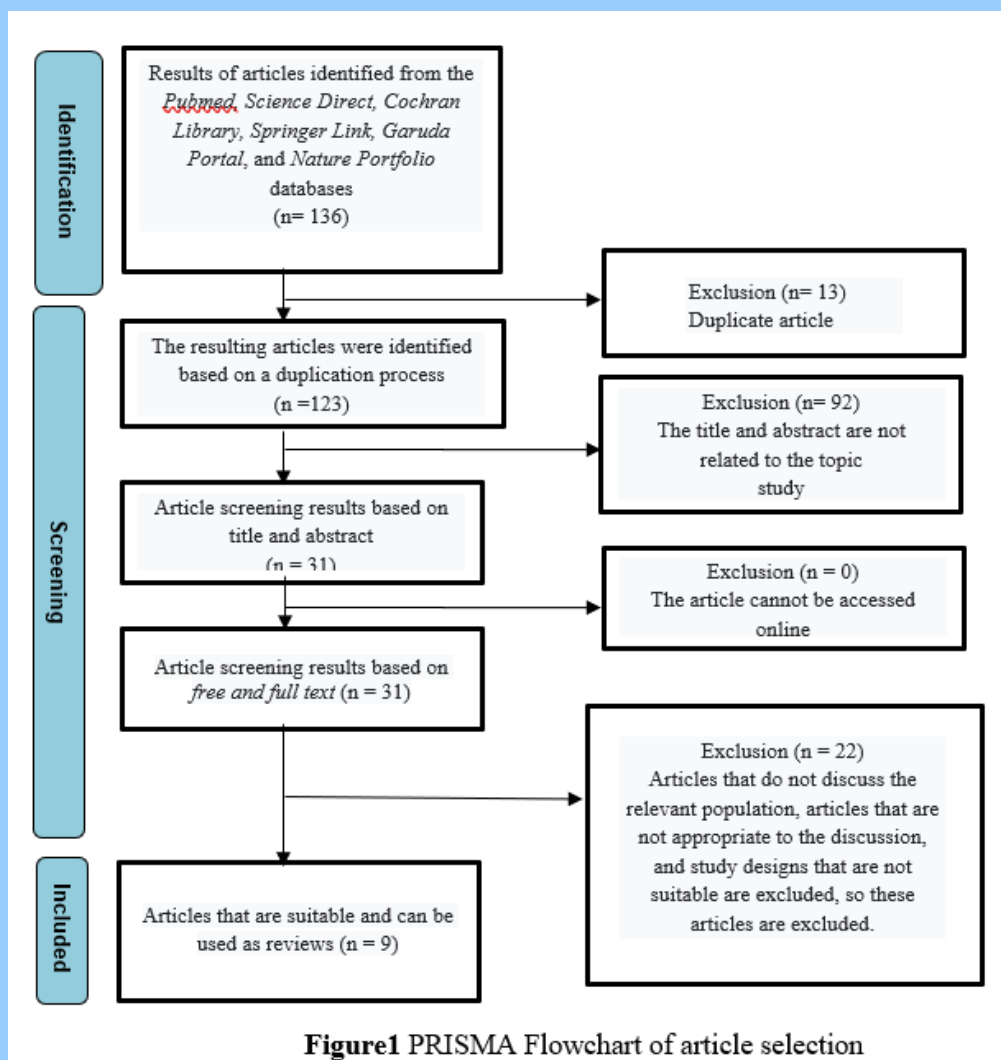 Identification
Results of articles identified from the
Pubmed, Science Direct, Cochran
Library, Springer Link, Garuda
Portal, and Nature Portfolio
databases
(n= 136)
Exclusion (n= 13)
Duplicate article
Screening
The resulting articles were identified
based on a duplication process
(n =123)
Exclusion (n= 92)
The title and abstract are not
related to the topic
study
Article screening results based on
title and abstract
(n = 31)
Exclusion (n = 0)
The article cannot be accessed
online
Article screening results based on
free and full text (n = 31)
Exclusion (n = 22)
Articles that do not discuss the
relevant population, articles that are
not appropriate to the discussion,
and study designs that are not
suitable are excluded, so these
articles are excluded.
Included
Articles that are suitable and can be
used as reviews (n = 9)
Figure1 PRISMA Flowchart of article selection